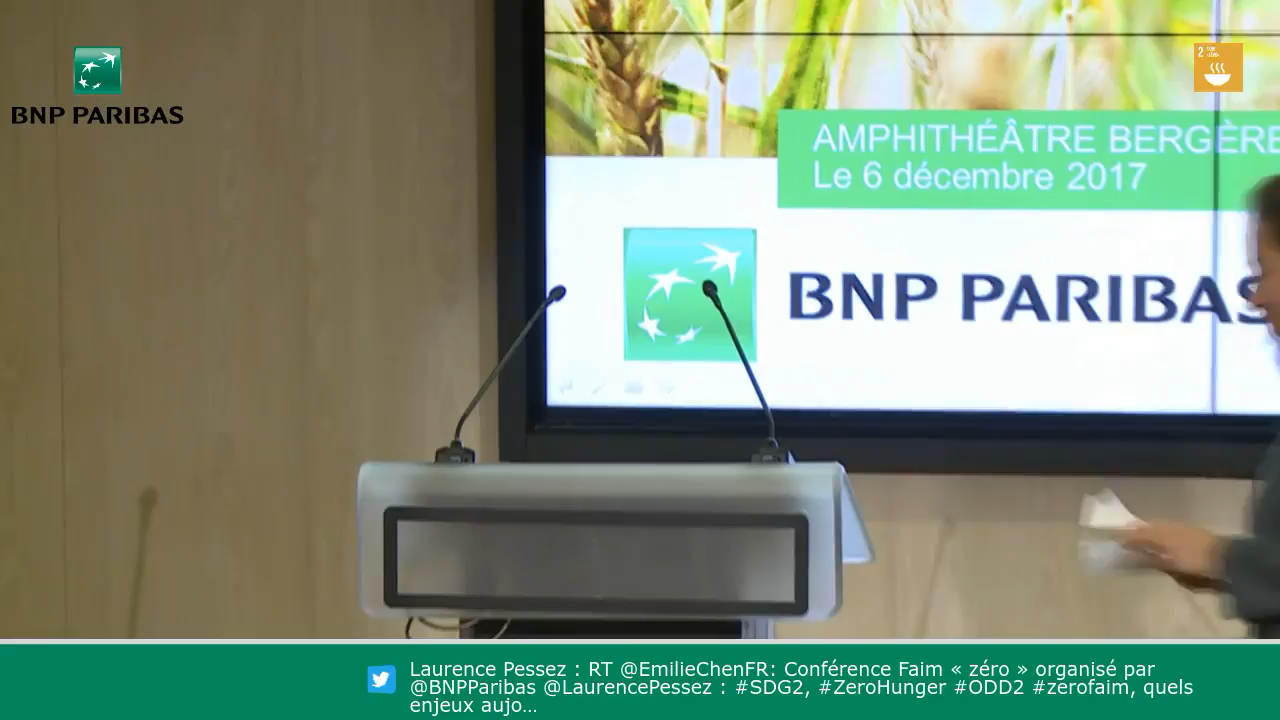 BNP PARIBAS
2
AMPHITHÉÂTRE BERGÈRE
Le 6 décembre 2017
BNP PARIBAS
Laurence Pessez : RT @EmilieChenFR: Conférence Faim « zéro » organisé par
@BNPParibas @LaurencePessez : #SDG2, #ZeroHunger #ODD2 #zerofaim, quels
enjeux aujo...